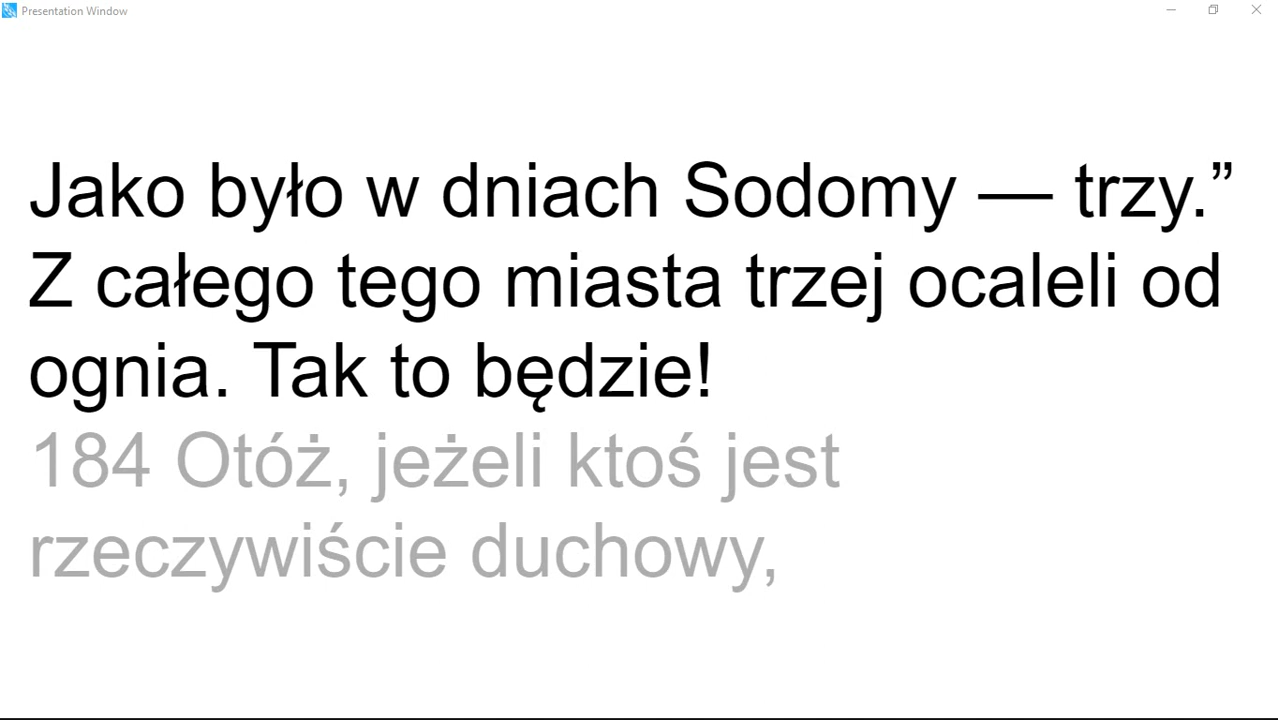 Presentation Window
Jako było w dniach Sodomy — trzy.”
Z całego tego miasta trzej ocaleli od
ognia. Tak to będzie!
184 Otóż, jeżeli ktoś jest
rzeczywiście duchowy,